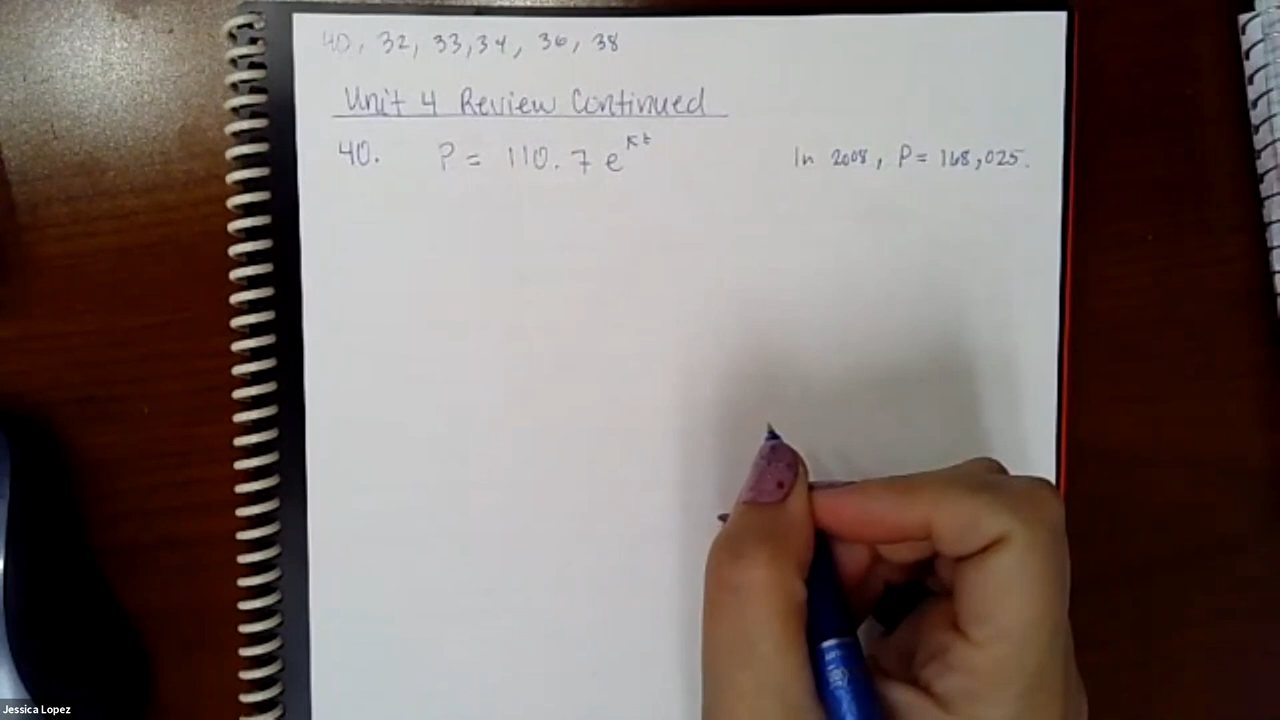 40, 32, 33, 34, 36, 38
Unit 4 Review Continued
40. P = 110.7 e^kt In 2008, P = 168,025.
Jessica Lopez